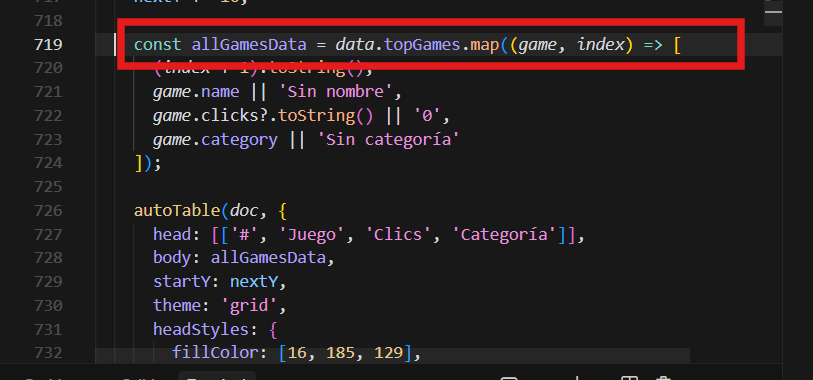 718
719 const allGamesData = data.topGames.map((game, index) => [
720 (index + 1).toString(),
721 game.name || 'Sin nombre',
722 game.clicks?.toString() || '0',
723 game.category || 'Sin categoría'
724 ]);
725
726 autoTable(doc, {
727 head: [['#', 'Juego', 'Clics', 'Categoría']],
728 body: allGamesData,
729 startY: nextY,
730 theme: 'grid',
731 headStyles: {
732 fillColor: [16, 185, 129],